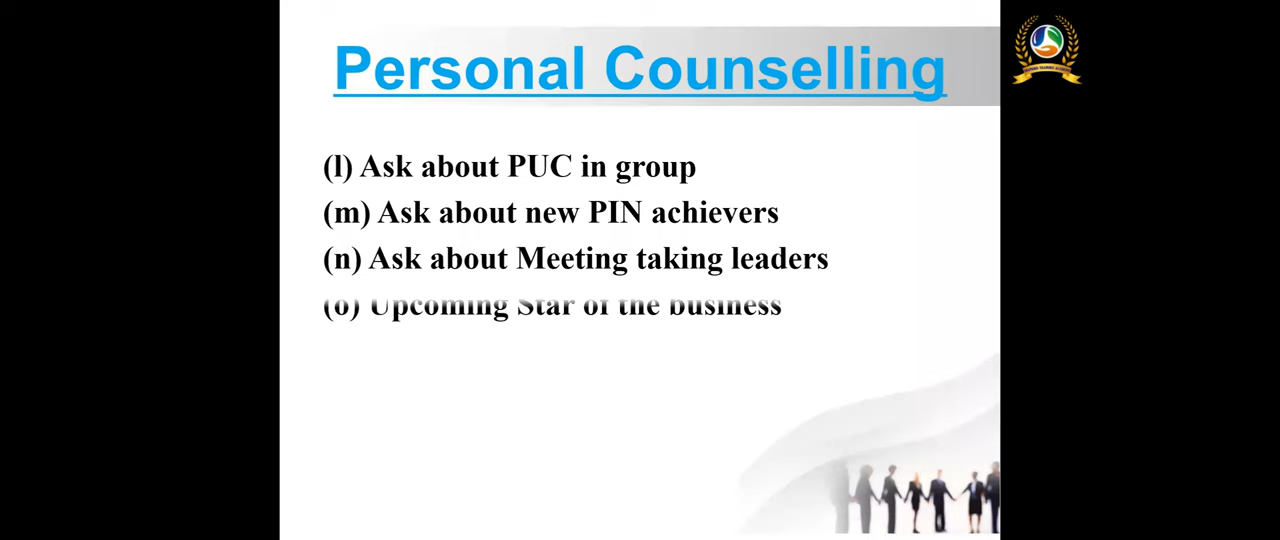 Personal Counselling
(l) Ask about PUC in group
(m) Ask about new PIN achievers
(n) Ask about Meeting taking leaders
(o) Upcoming Star of the business